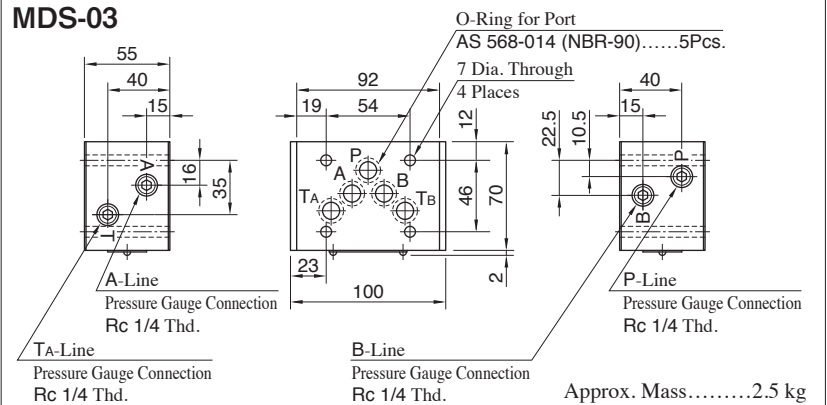 MDS-03
O-Ring for Port
AS 568-014 (NBR-90)......5Pcs.
7 Dia. Through
4 Places
55
40
15
16
35
A
T
92
19
54
12
P
A
B
TA
TB
46
70
23
100
2
40
15
22.5
10.5
P
B
A-Line
Pressure Gauge Connection
Rc 1/4 Thd.
TA-Line
Pressure Gauge Connection
Rc 1/4 Thd.
B-Line
Pressure Gauge Connection
Rc 1/4 Thd.
P-Line
Pressure Gauge Connection
Rc 1/4 Thd.
Approx. Mass.........2.5 kg